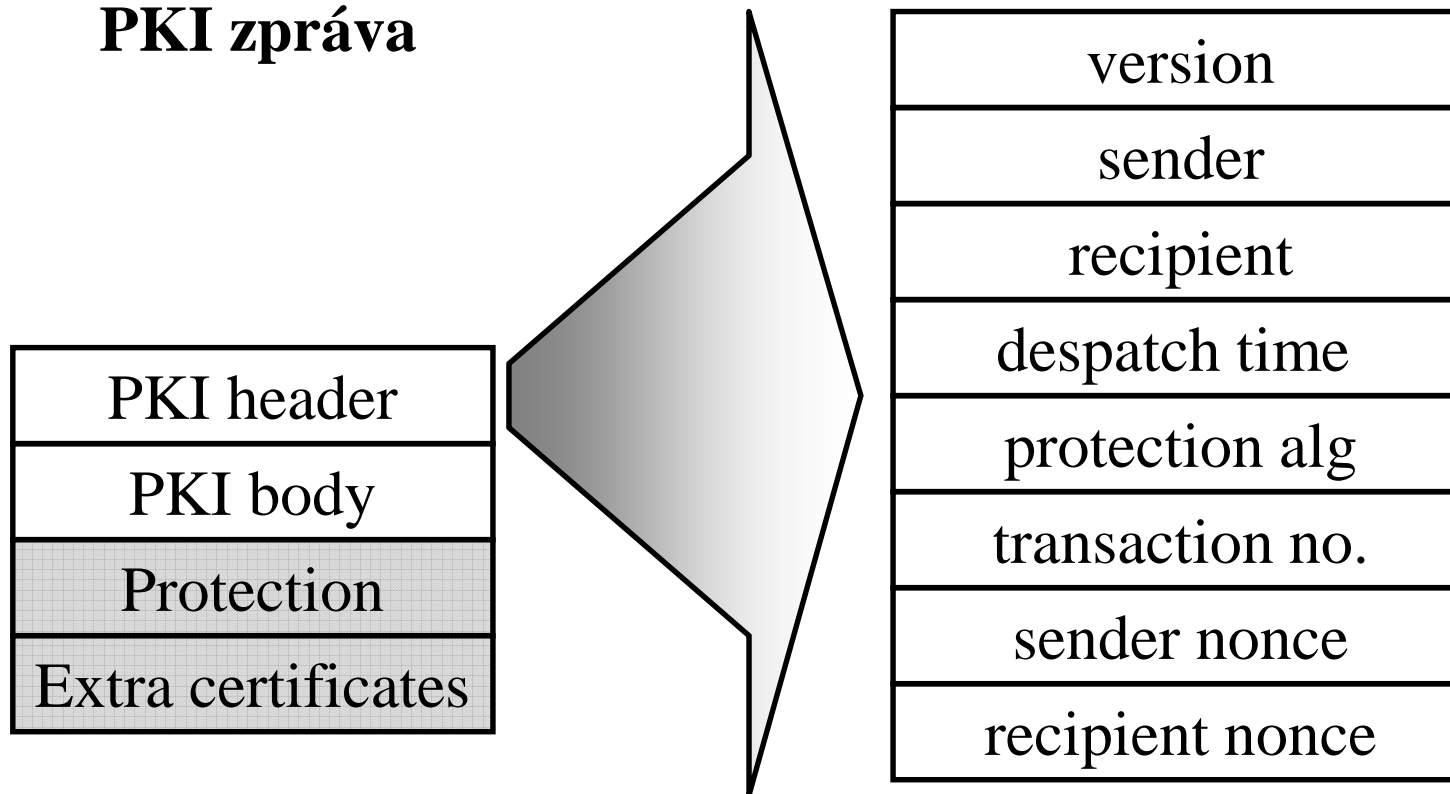 PKI zpráva
PKI header
PKI body
Protection
Extra certificates
version
sender
recipient
despatch time
protection alg
transaction no.
sender nonce
recipient nonce